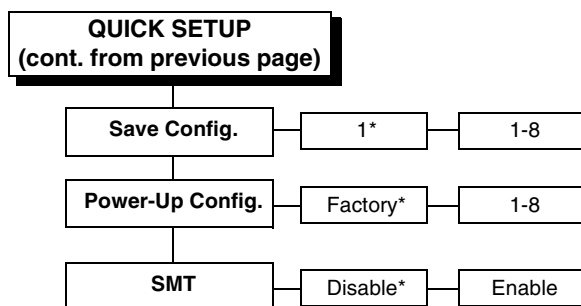 QUICK SETUP
(cont. from previous page)
Save Config. 1* 1-8
Power-Up Config. Factory* 1-8
SMT Disable* Enable